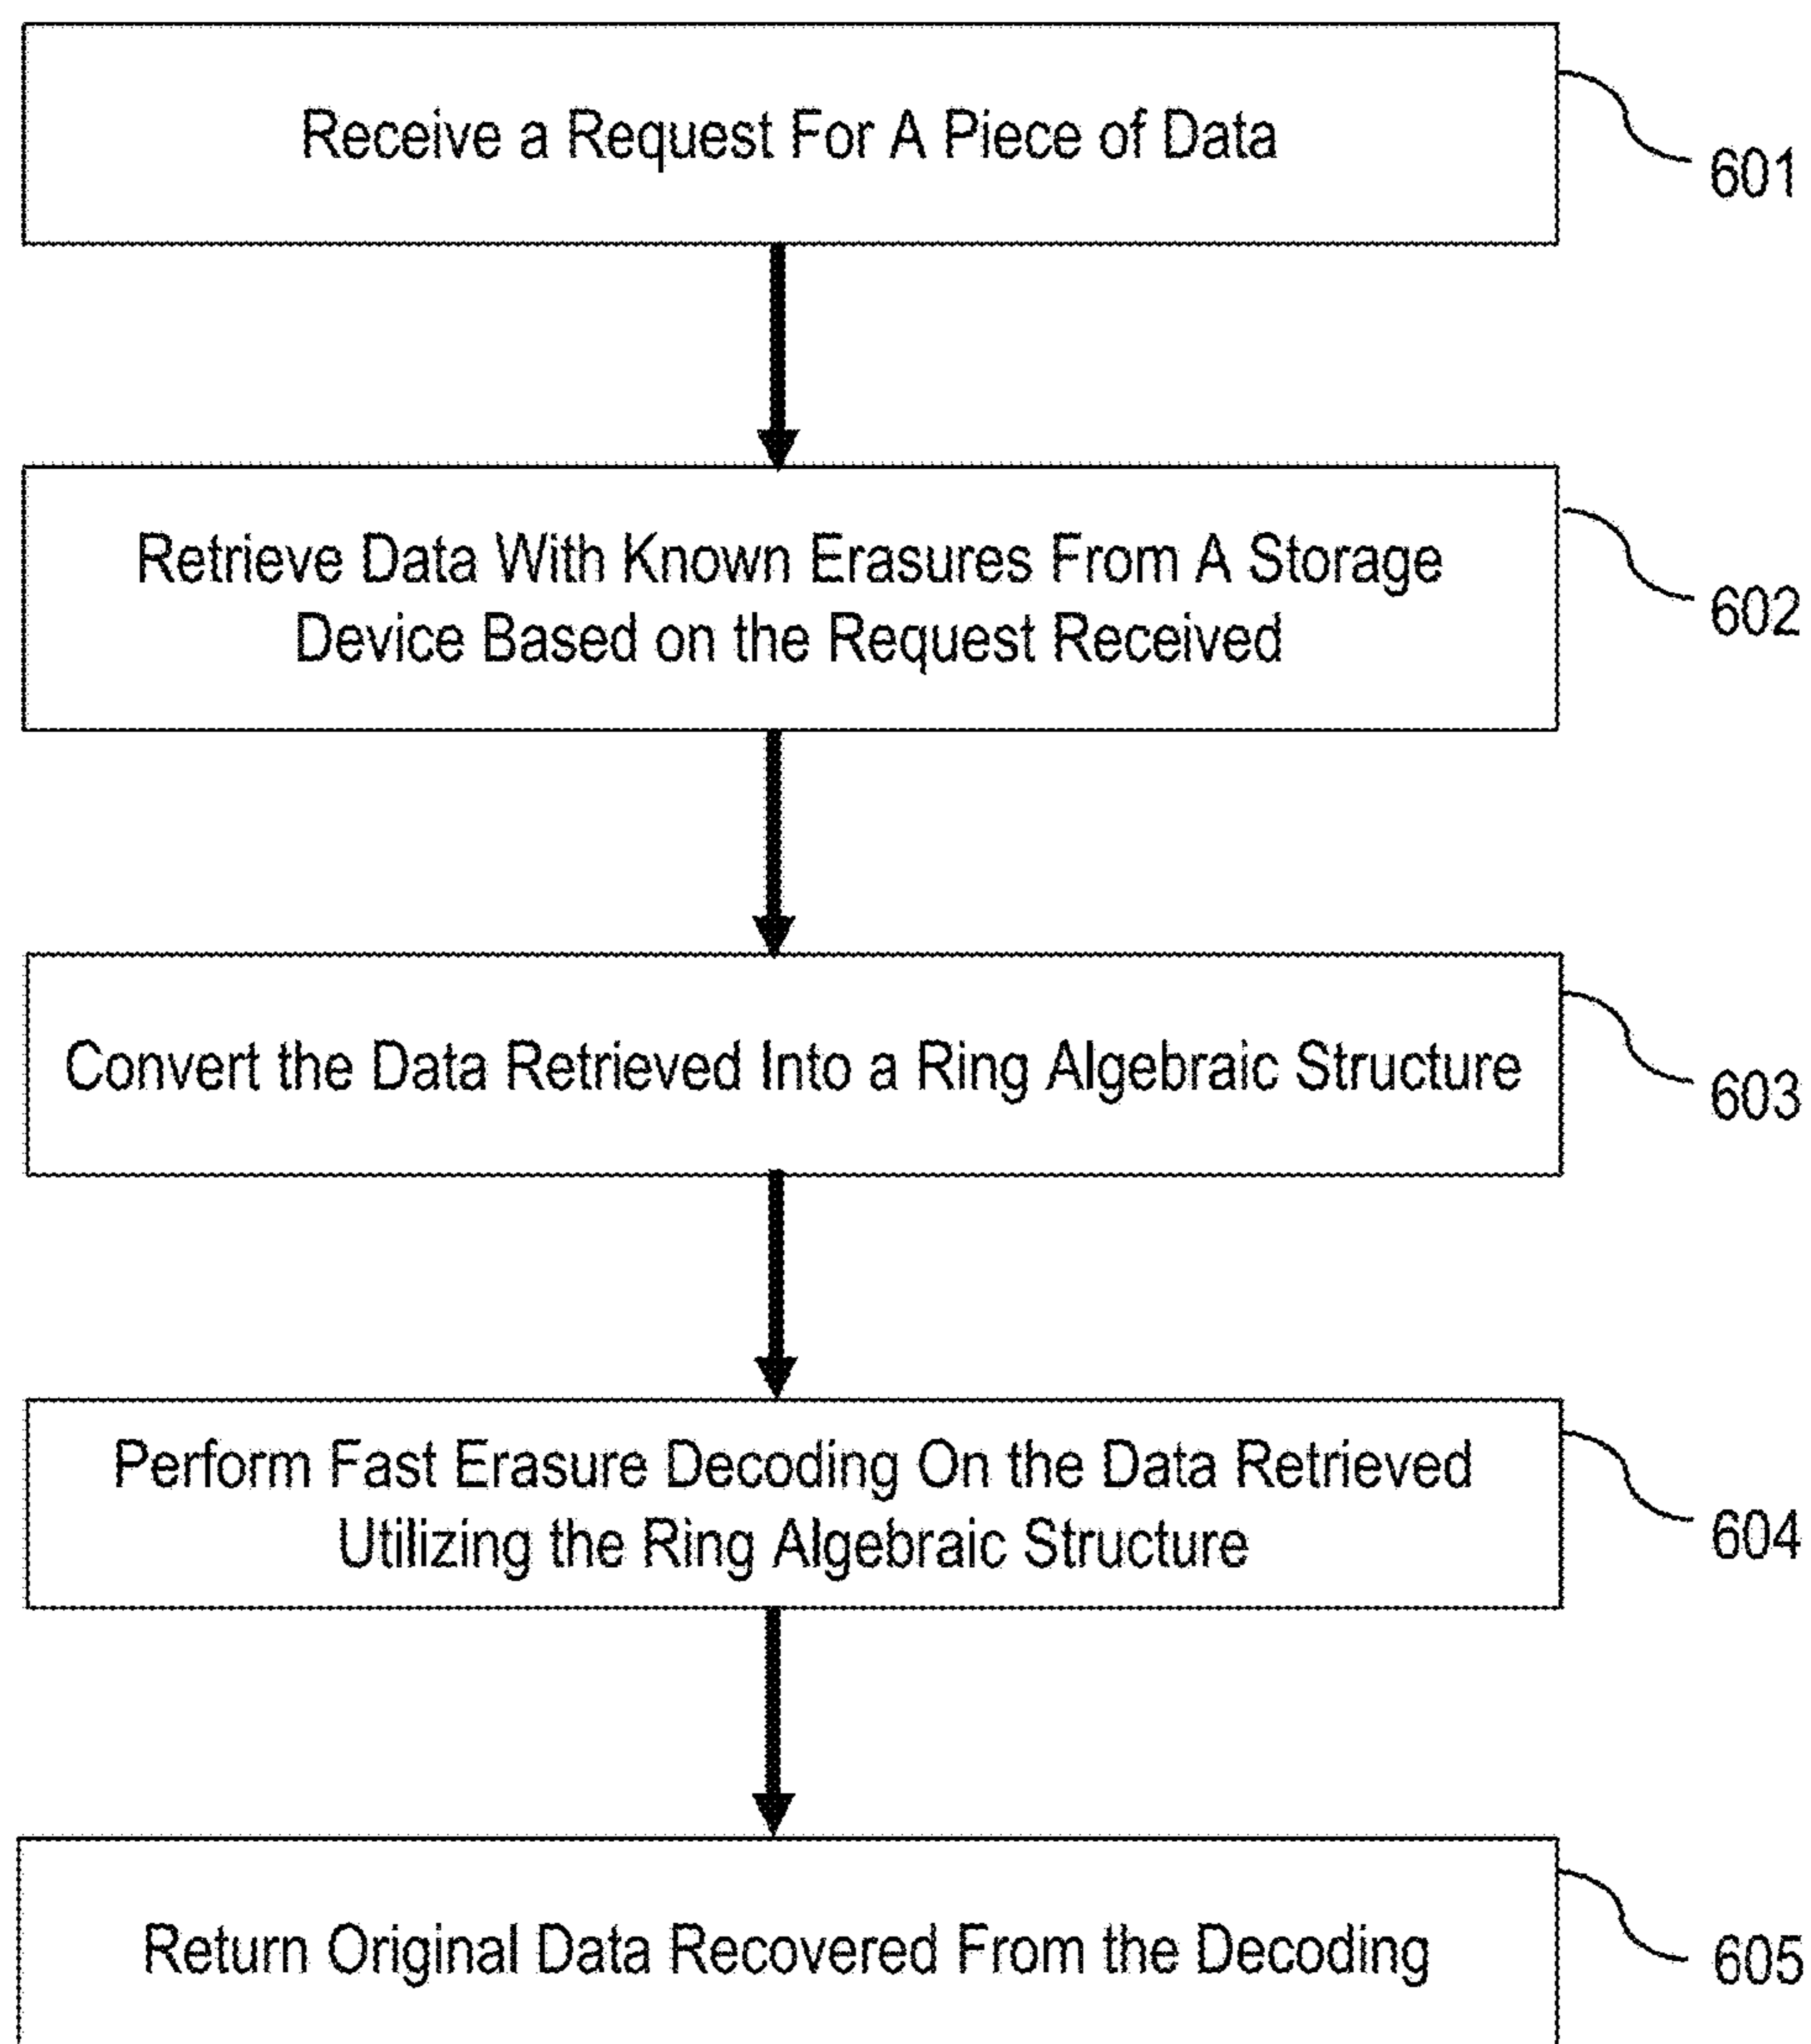 Receive a Request For A Piece of Data
601
Retrieve Data With Known Erasures From A Storage
Device Based on the Request Received
602
Convert the Data Retrieved Into a Ring Algebraic Structure
603
Perform Fast Erasure Decoding On the Data Retrieved
Utilizing the Ring Algebraic Structure
604
Return Original Data Recovered From the Decoding
605